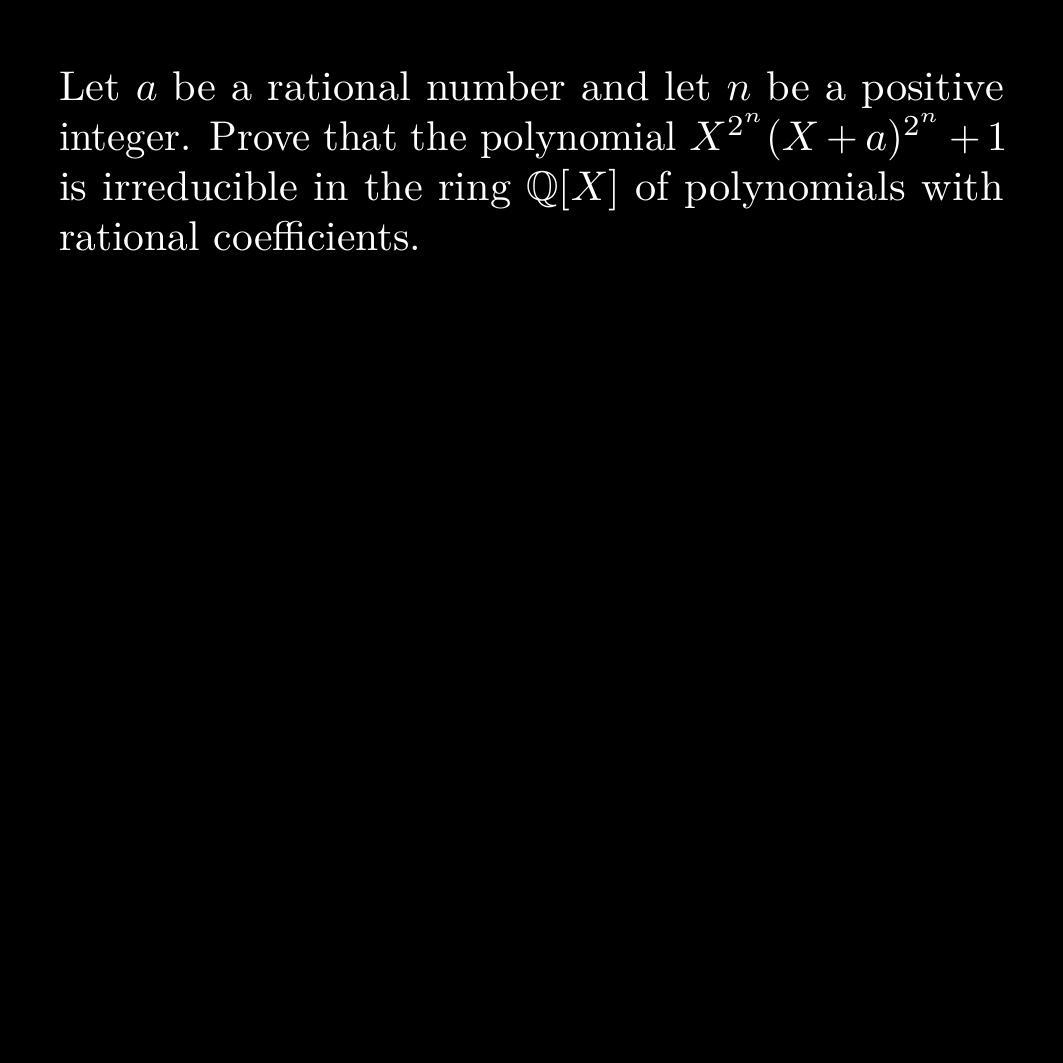 Let $a$ be a rational number and let $n$ be a positive
integer. Prove that the polynomial $X^{2^n}(X+a)^{2^n}+1$
is irreducible in the ring $\mathbb{Q}[X]$ of polynomials with
rational coefficients.